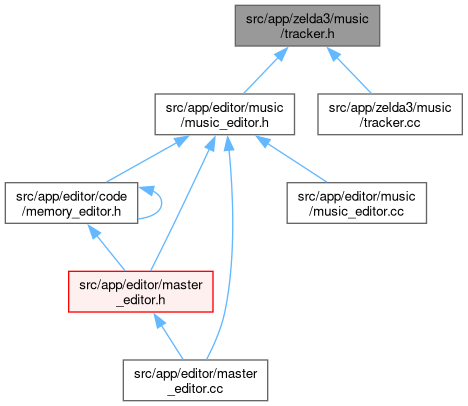 src/app/zelda3/music
/tracker.h
src/app/editor/music
/music_editor.h
src/app/zelda3/music
/tracker.cc
src/app/editor/code
/memory_editor.h
src/app/editor/music
/music_editor.cc
src/app/editor/master
_editor.h
src/app/editor/master
_editor.cc